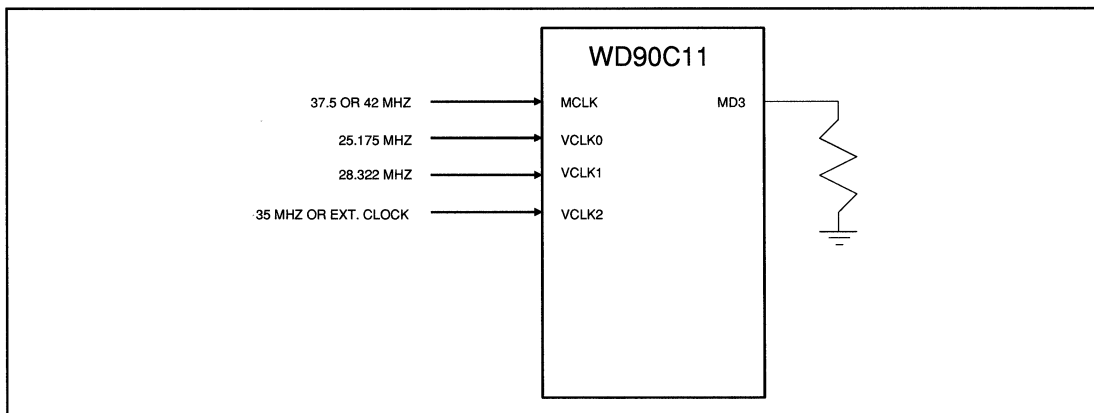 WD90C11
37.5 OR 42 MHZ MCLK MD3
25.175 MHZ VCLK0
28.322 MHZ VCLK1
35 MHZ OR EXT. CLOCK VCLK2